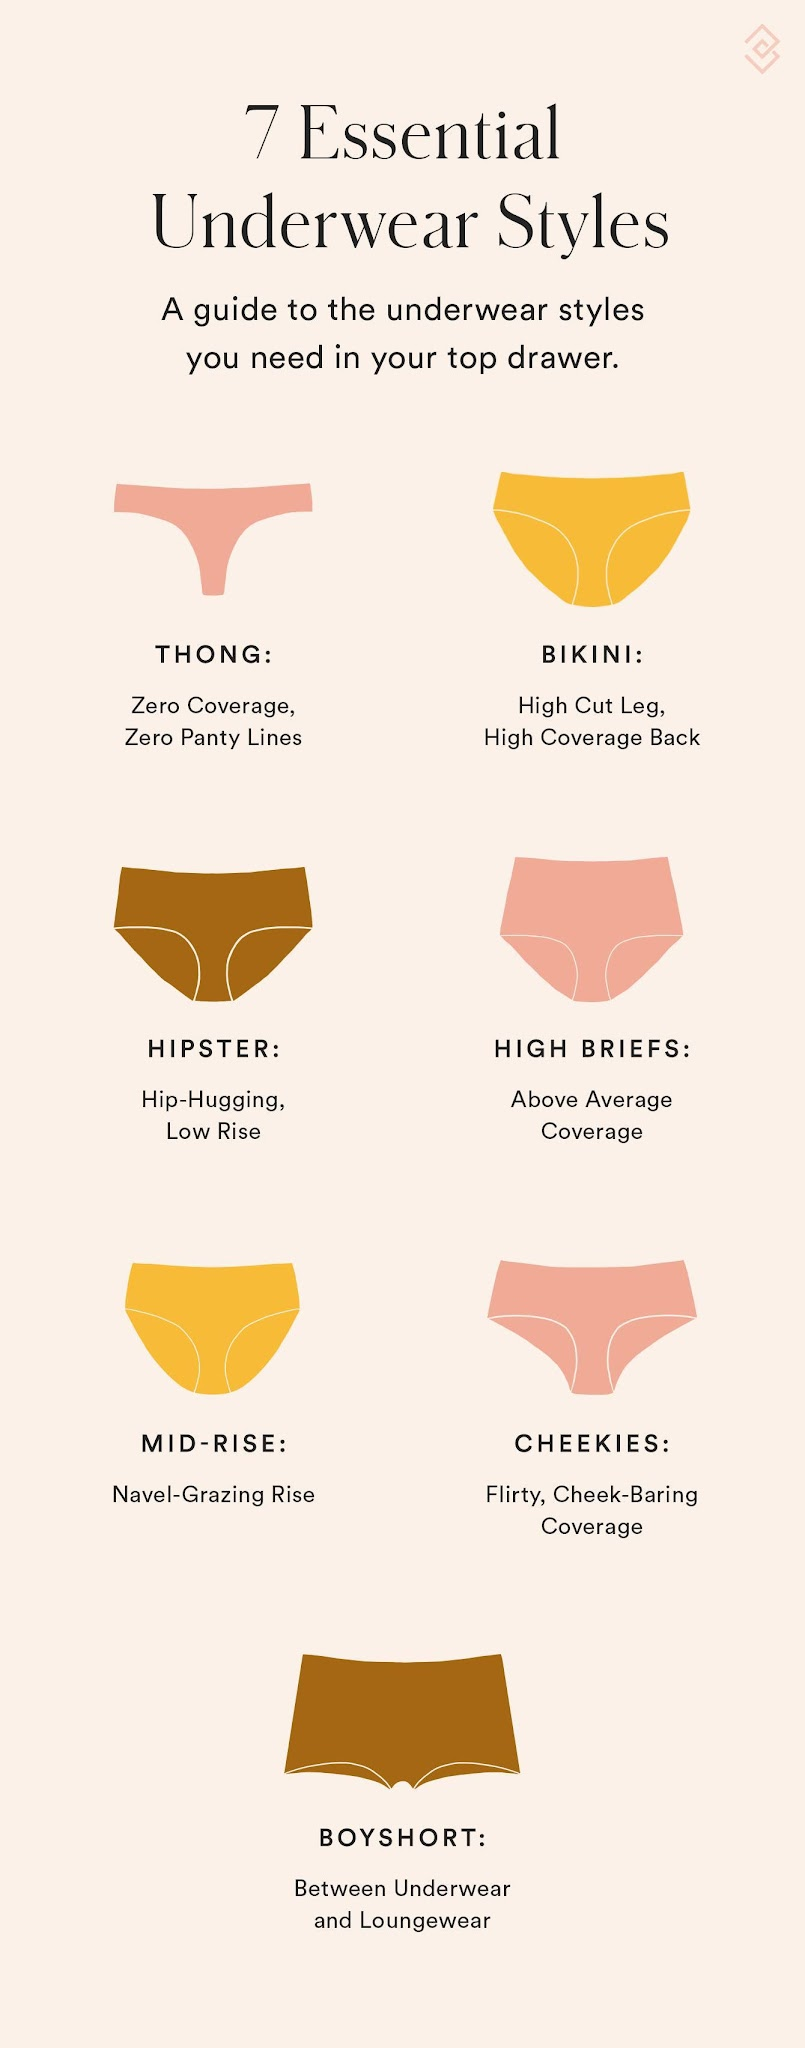 7 Essential
Underwear Styles
A guide to the underwear styles
you need in your top drawer.
THONG:
Zero Coverage,
Zero Panty Lines
BIKINI:
High Cut Leg,
High Coverage Back
HIPSTER:
Hip-Hugging,
Low Rise
HIGH BRIEFS:
Above Average
Coverage
MID-RISE:
Navel-Grazing Rise
CHEEKIES:
Flirty, Cheek-Baring
Coverage
BOYSHORT:
Between Underwear
and Loungewear